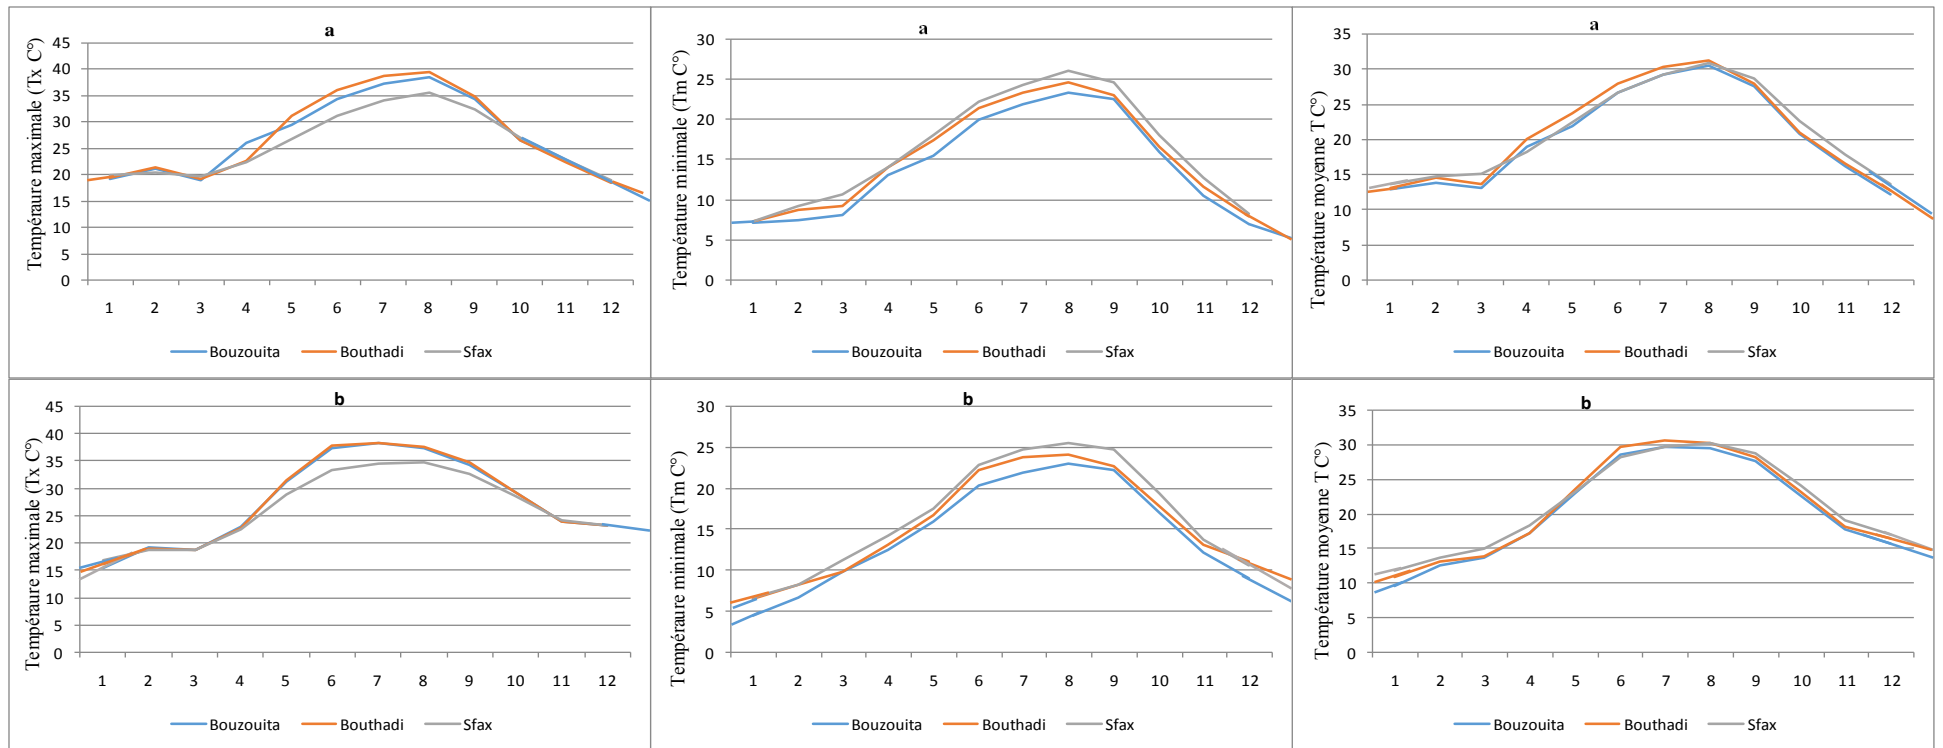 a
Tempéraure maxmaximale (Tx C°)
45
40
35
30
25
20
15
10
5
0
1 2 3 4 5 6 7 8 9 10 11 12
Bouzouita Bouthadi Sfax
a
Température minimale (Tm C°)
30
25
20
15
10
5
0
1 2 3 4 5 6 7 8 9 10 11 12
Bouzouita Bouthadi Sfax
a
Température moyenne T C°)
35
30
25
20
15
10
5
0
1 2 3 4 5 6 7 8 9 10 11 12
Bouzouita Bouthadi Sfax
b
Tempéraure maximale (Tx C°)
45
40
35
30
25
20
15
10
5
0
1 2 3 4 5 6 7 8 9 10 11 12
Bouzouita Bouthadi Sfax
b
Tempéraure minimale (Tm C°)
30
25
20
15
10
5
0
1 2 3 4 5 6 7 8 9 10 11 12
Bouzouita Bouthadi Sfax
b
Température moyenne T C°)
35
30
25
20
15
10
5
0
1 2 3 4 5 6 7 8 9 10 11 12
Bouzouita Bouthadi Sfax